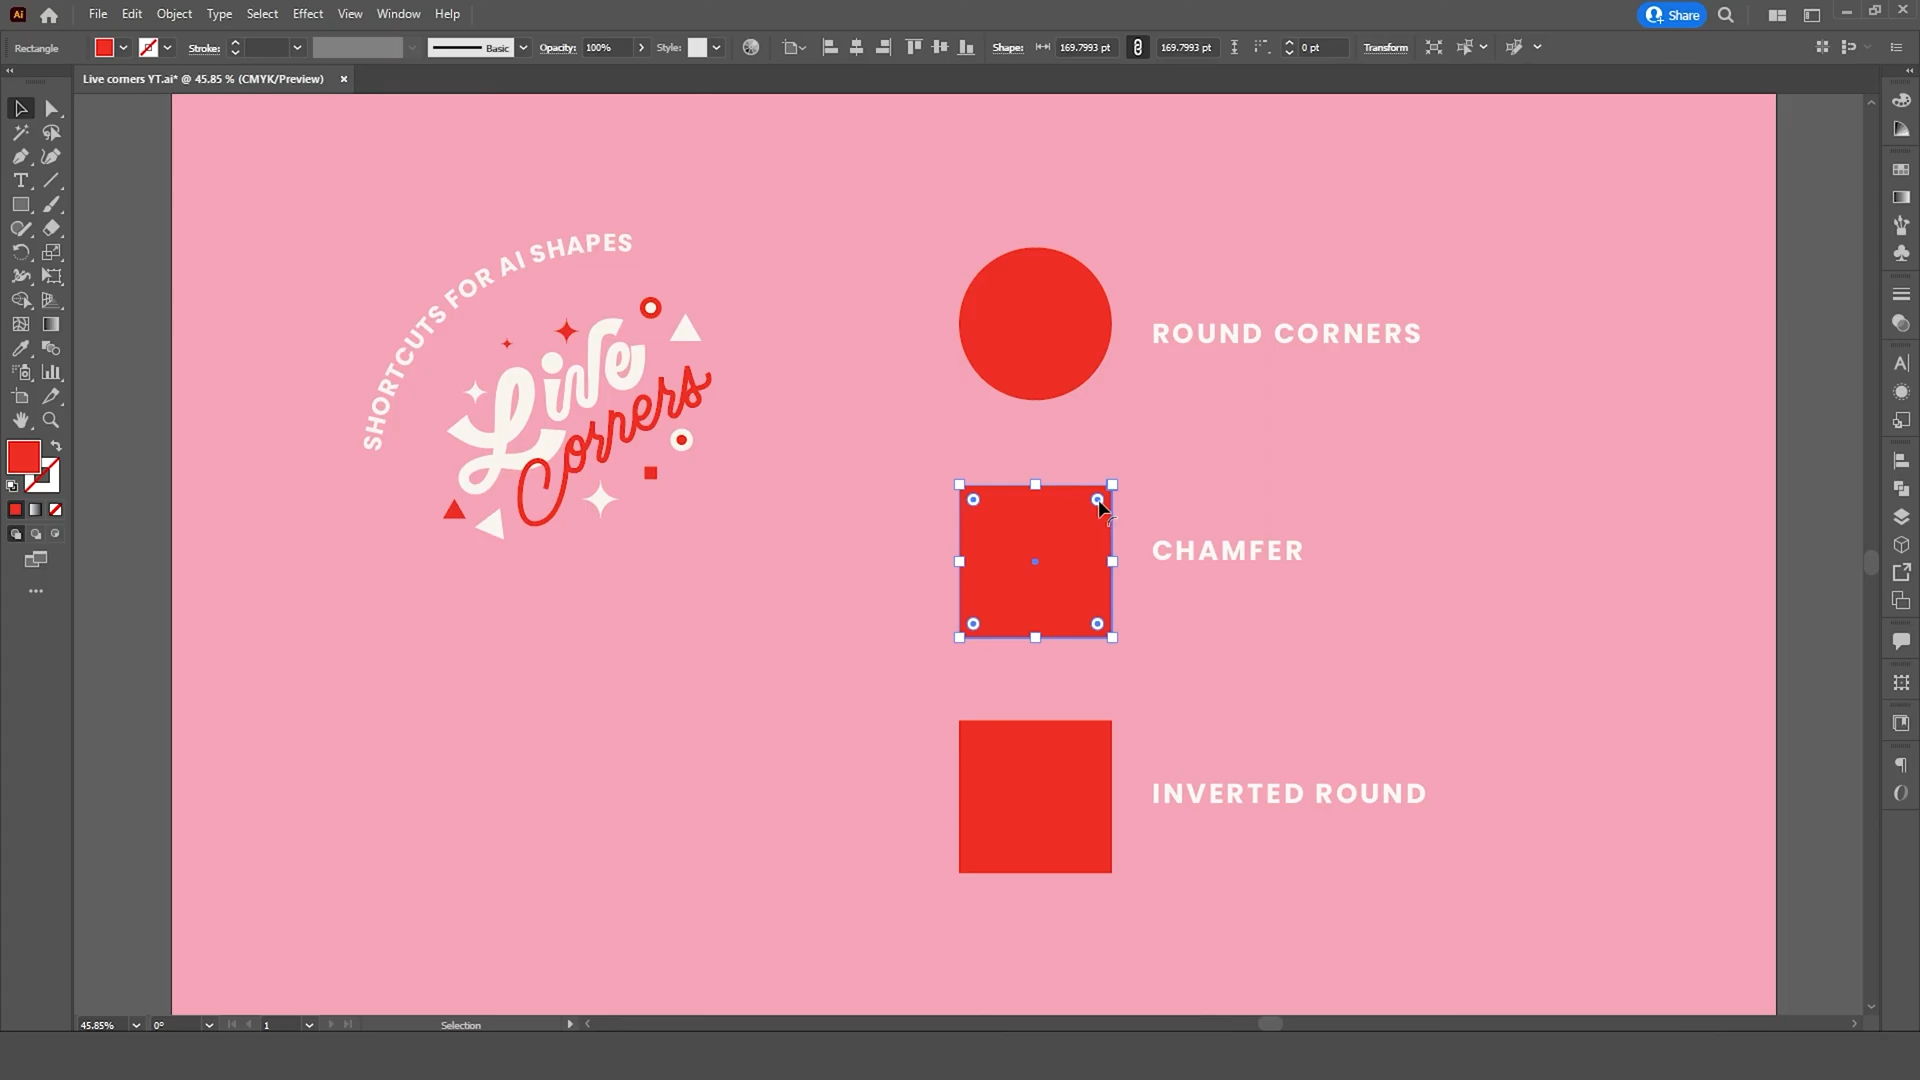 Ai File Edit Object Type Select Effect View Window Help Share
Rectangle Stroke: Basic Opacity: 100% Style: Shape: 169.7993 pt 169.7993 pt 0 pt Transform
Live corners YT.ai* @ 45.85 % (CMYK/Preview) ×
SHORTCUTS FOR AI SHAPES
Live
Corners
ROUND CORNERS
CHAMFER
INVERTED ROUND
45.85% 0° 1 Selection